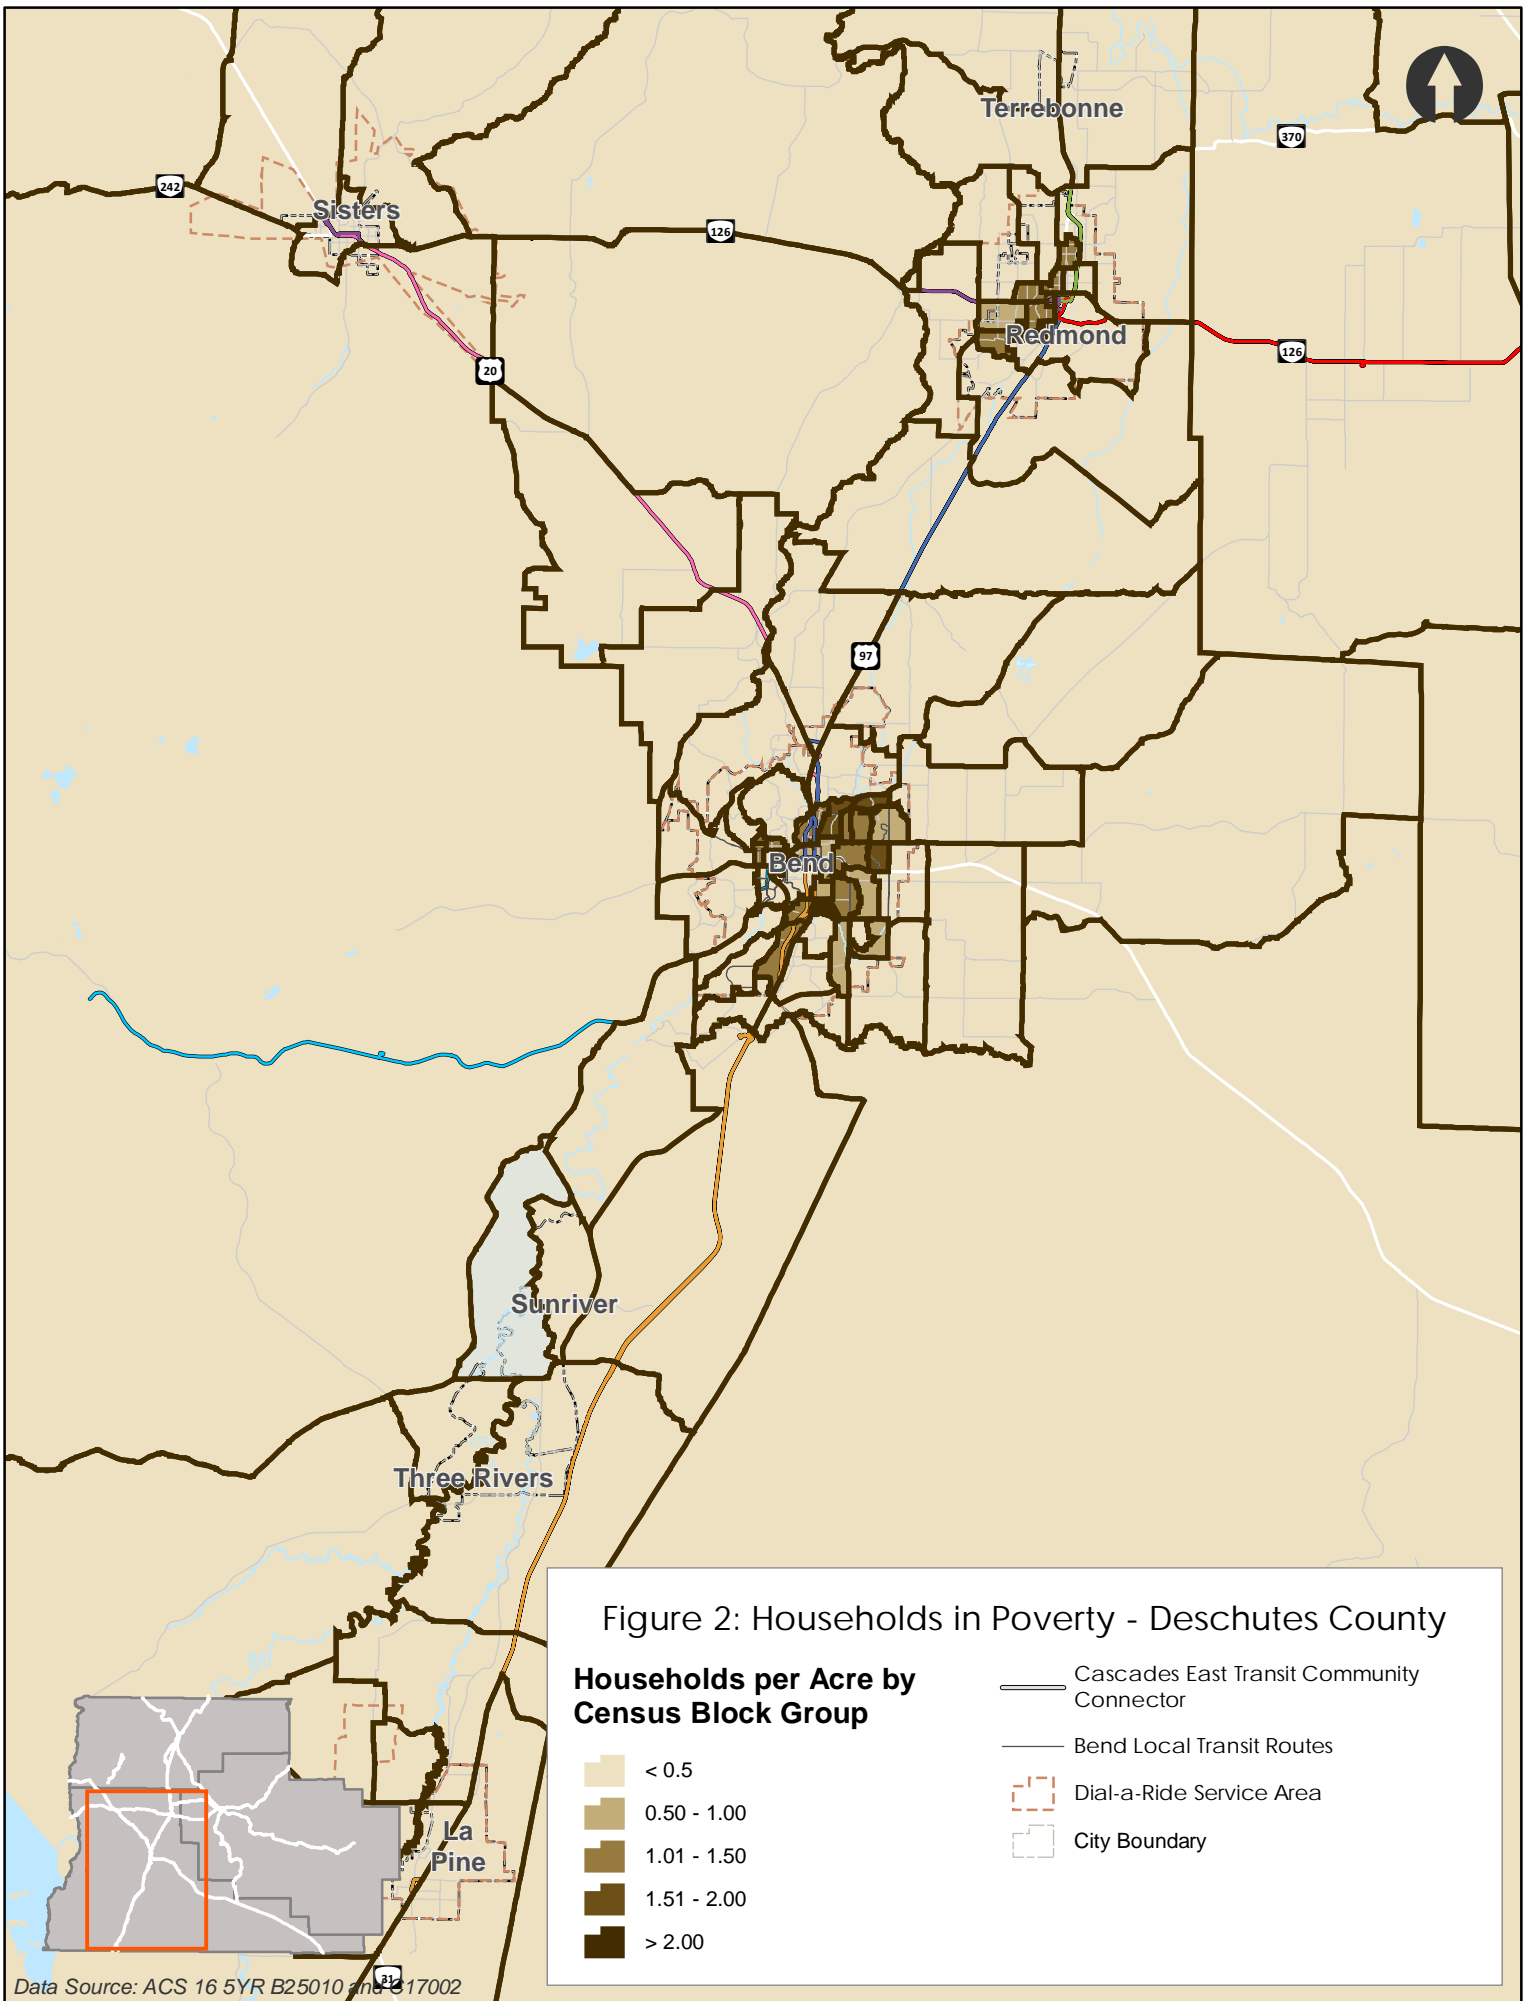 Terrebonne
370
242
Sisters
126
Redmond
126
20
97
Bend
Sunriver
Three Rivers
Figure 2: Households in Poverty - Deschutes County
Households per Acre by
Census Block Group
< 0.5
0.50 - 1.00
1.01 - 1.50
1.51 - 2.00
> 2.00
Cascades East Transit Community
Connector
Bend Local Transit Routes
Dial-a-Ride Service Area
City Boundary
La
Pine
31
Data Source: ACS 16 5YR B25010 and C17002